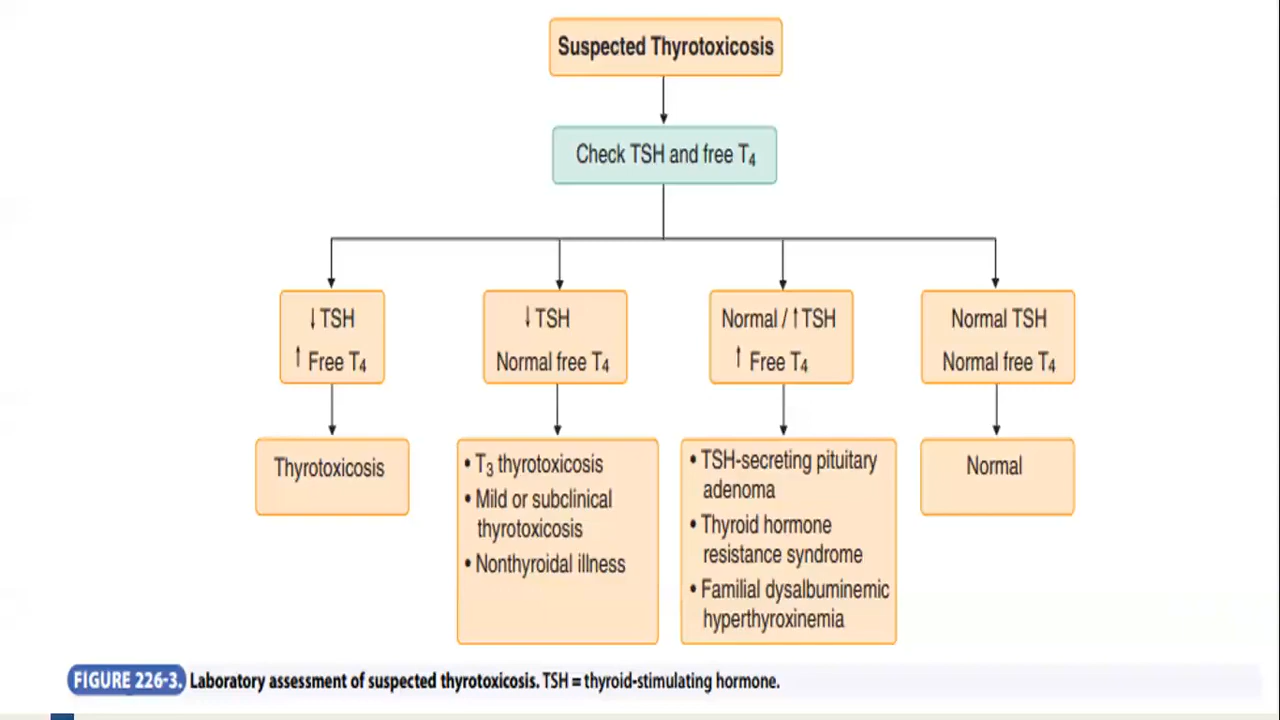 Suspected Thyrotoxicosis
Check TSH and free T₄
↓ TSH
↑ Free T₄
↓ TSH
Normal free T₄
Normal / ↑ TSH
↑ Free T₄
Normal TSH
Normal free T₄
Thyrotoxicosis
• T₃ thyrotoxicosis
• Mild or subclinical
thyrotoxicosis
• Nonthyroidal illness
• TSH-secreting pituitary
adenoma
• Thyroid hormone
resistance syndrome
• Familial dysalbuminemic
hyperthyroxinemia
Normal
FIGURE 226-3. Laboratory assessment of suspected thyrotoxicosis. TSH = thyroid-stimulating hormone.